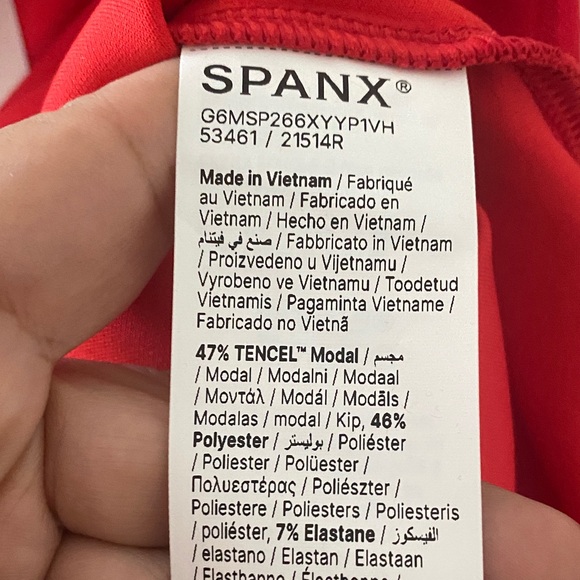 SPANX®
G6MSP266XYYP1VH
53461 / 21514R
Made in Vietnam / Fabriqué
au Vietnam / Fabricado en
Vietnam / Hecho en Vietnam /
صنع في فيتنام / Fabbricato in Vietnam
/ Proizvedeno u Vijetnamu /
Vyrobeno ve Vietnamu / Toodetud
Vietnamis / Pagaminta Vietname /
Fabricado no Vietnã
47% TENCEL™ Modal / مجسم
/ Modal / Modalni / Modaal
/ Μοντάλ / Modál / Modāls /
Modalas / modal / Kip, 46%
Polyester / بوليستر / Poliéster
/ Poliester / Polüester /
Πολυεστέρας / Poliészter /
Poliestere / Poliesters / Poliesteris
/ poliéster, 7% Elastane / الفيسكوز
/ elastano / Elastan / Elastaan
/ Elasthanno / Élasthanne /